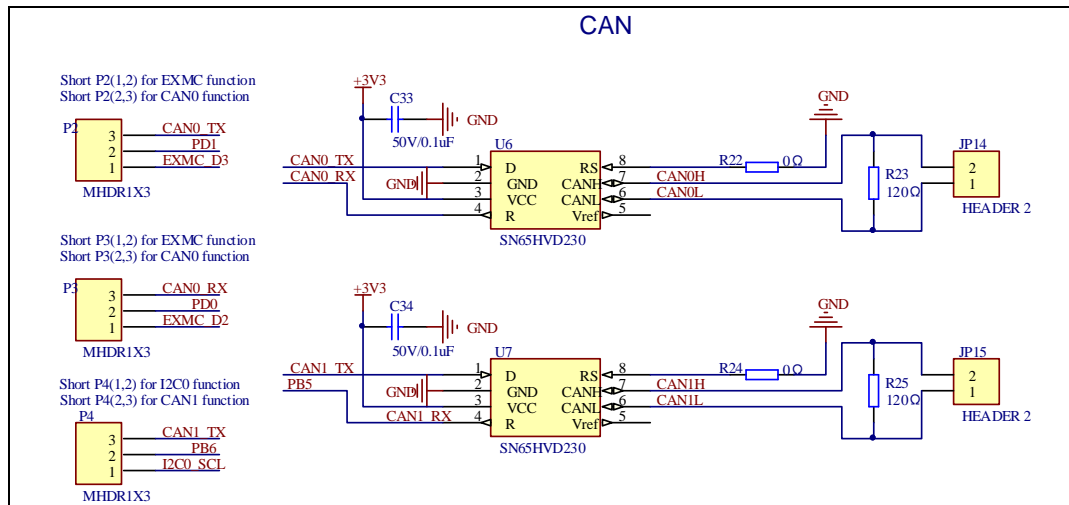 CAN
Short P2(1,2) for EXMC function
Short P2(2,3) for CAN0 function
P2
3 CAN0_TX
2 PD1
1 EXMC_D3
MHDR1X3
Short P3(1,2) for EXMC function
Short P3(2,3) for CAN0 function
P3
3 CAN0_RX
2 PD0
1 EXMC_D2
MHDR1X3
Short P4(1,2) for I2C0 function
Short P4(2,3) for CAN1 function
P4
3 CAN1_TX
2 PB6
1 I2C0_SCL
MHDR1X3
+3V3
C33
GND
50V/0.1uF
U6
CAN0_TX 1 D RS 8 R22 0Ω GND
CAN0_RX GND 2 GND CANH 7 CAN0H
3 VCC CANL 6 CAN0L
4 R Vref 5
SN65HVD230
R23
120Ω
JP14
2
1
HEADER 2
+3V3
C34
GND
50V/0.1uF
U7
CAN1_TX 1 D RS 8 R24 0Ω GND
PB5 GND 2 GND CANH 7 CAN1H
3 VCC CANL 6 CAN1L
CAN1_RX 4 R Vref 5
SN65HVD230
R25
120Ω
JP15
2
1
HEADER 2